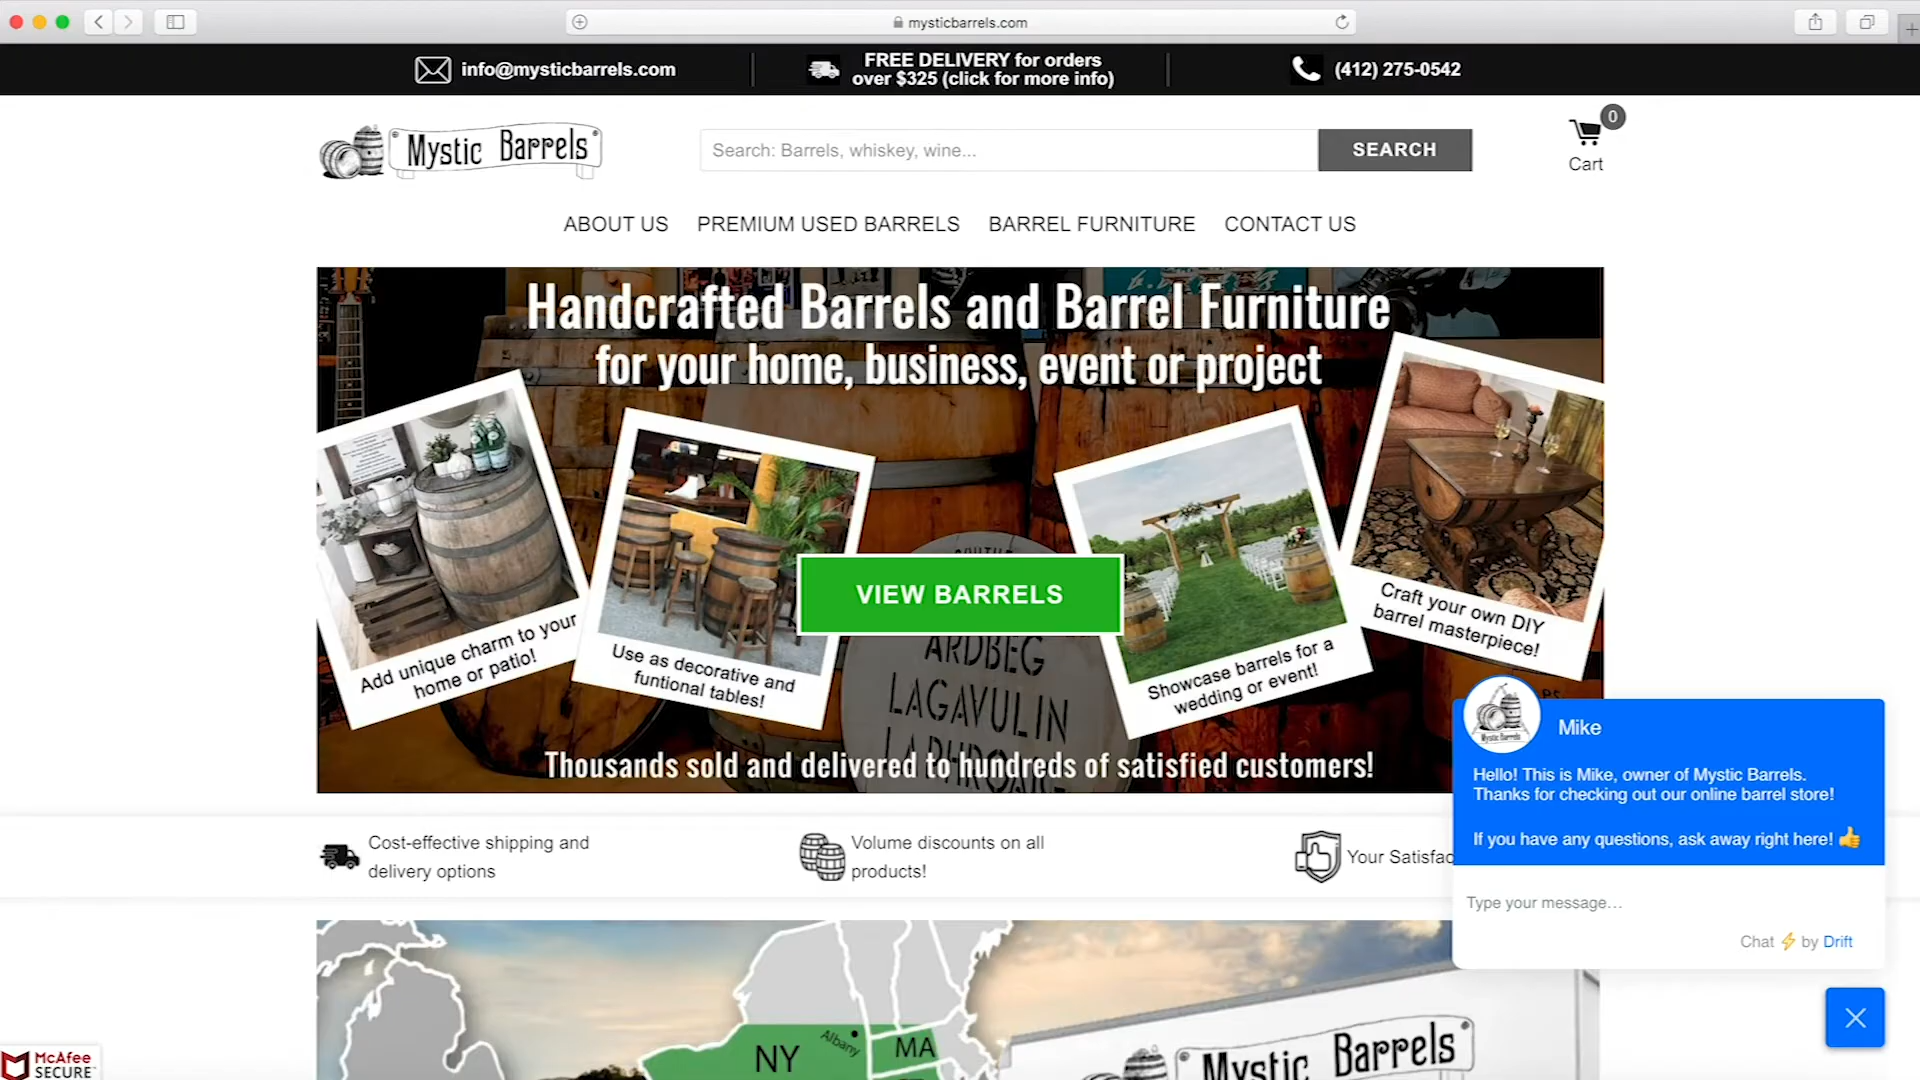 mysticbarrels.com
info@mysticbarrels.com
FREE DELIVERY for orders
over $325 (click for more info)
(412) 275-0542
Mystic Barrels
Search: Barrels, whiskey, wine...
SEARCH
0
Cart
ABOUT US
PREMIUM USED BARRELS
BARREL FURNITURE
CONTACT US
Handcrafted Barrels and Barrel Furniture
for your home, business, event or project
Add unique charm to your
home or patio!
Use as decorative and
funtional tables!
VIEW BARRELS
ARDBEG
LAGAVULIN
LAPHROAIG
Showcase barrels for a
wedding or event!
Craft your own DIY
barrel masterpiece!
Thousands sold and delivered to hundreds of satisfied customers!
Mystic Barrels
Mike
Hello! This is Mike, owner of Mystic Barrels.
Thanks for checking out our online barrel store!
If you have any questions, ask away right here! 👍
Type your message…
Chat ⚡ by Drift
Cost-effective shipping and
delivery options
Volume discounts on all
products!
Your
Albany
NY
MA
Mystic Barrels
McAfee
SECURE